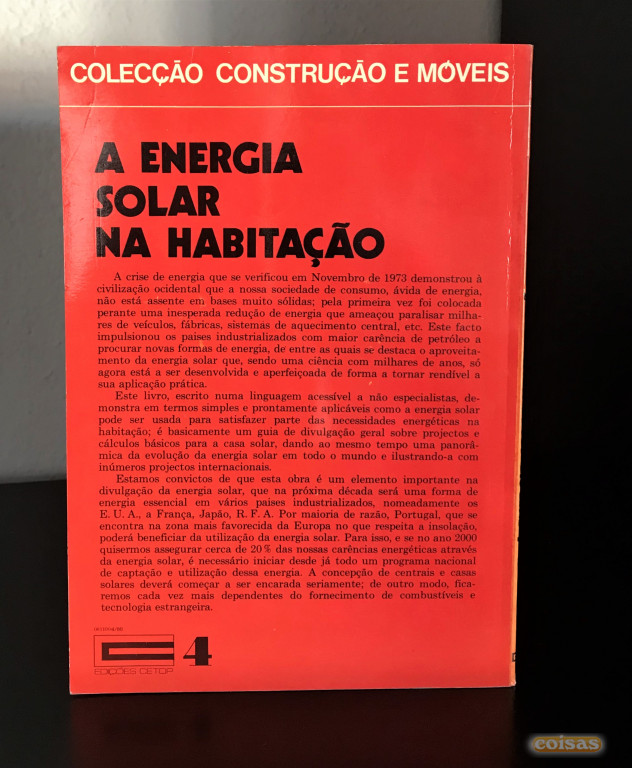 COLECÇÃO CONSTRUÇÃO E MÓVEIS
A ENERGIA
SOLAR
NA HABITAÇÃO
A crise de energia que se verificou em Novembro de 1973 demonstrou à
civilização ocidental que a nossa sociedade de consumo, ávida de energia,
não está assente em bases muito sólidas; pela primeira vez foi colocada
perante uma inesperada redução de energia que ameaçou paralisar milha-
res de veículos, fábricas, sistemas de aquecimento central, etc. Este facto
impulsionou os paises industrializados com maior carência de petróleo a
procurar novas formas de energia, de entre as quais se destaca o aproveita-
mento da energia solar que, sendo uma ciência com milhares de anos, só
agora está a ser desenvolvida e aperfeiçoada de forma a tornar rendível a
sua aplicação prática.
Este livro, escrito numa linguagem acessível a não especialistas, de-
monstra em termos simples e prontamente aplicáveis como a energia solar
pode ser usada para satisfazer parte das necessidades energéticas na
habitação; é basicamente um guia de divulgação geral sobre projectos e
cálculos básicos para a casa solar, dando ao mesmo tempo uma panorâ-
mica da evolução da energia solar em todo o mundo e ilustrando-a com
inúmeros projectos internacionais.
Estamos convictos de que esta obra é um elemento importante na
divulgação da energia solar, que na próxima década será uma forma de
energia essencial em vários países industrializados, nomeadamente os
E. U. A., a França, Japão, R. F. A. Por maioria de razão, Portugal, que se
encontra na zona mais favorecida da Europa no que respeita a insolação,
poderá beneficiar da utilização da energia solar. Para isso, e se no ano 2000
quisermos assegurar cerca de 20% das nossas carências energéticas através
da energia solar, é necessário iniciar desde já todo um programa nacional
de captação e utilização dessa energia. A concepção de centrais e casas
solares deverá começar a ser encarada seriamente; de outro modo, fica-
remos cada vez mais dependentes do fornecimento de combustíveis e
tecnologia estrangeira.
EDIÇÕES CETOP
4
coisas